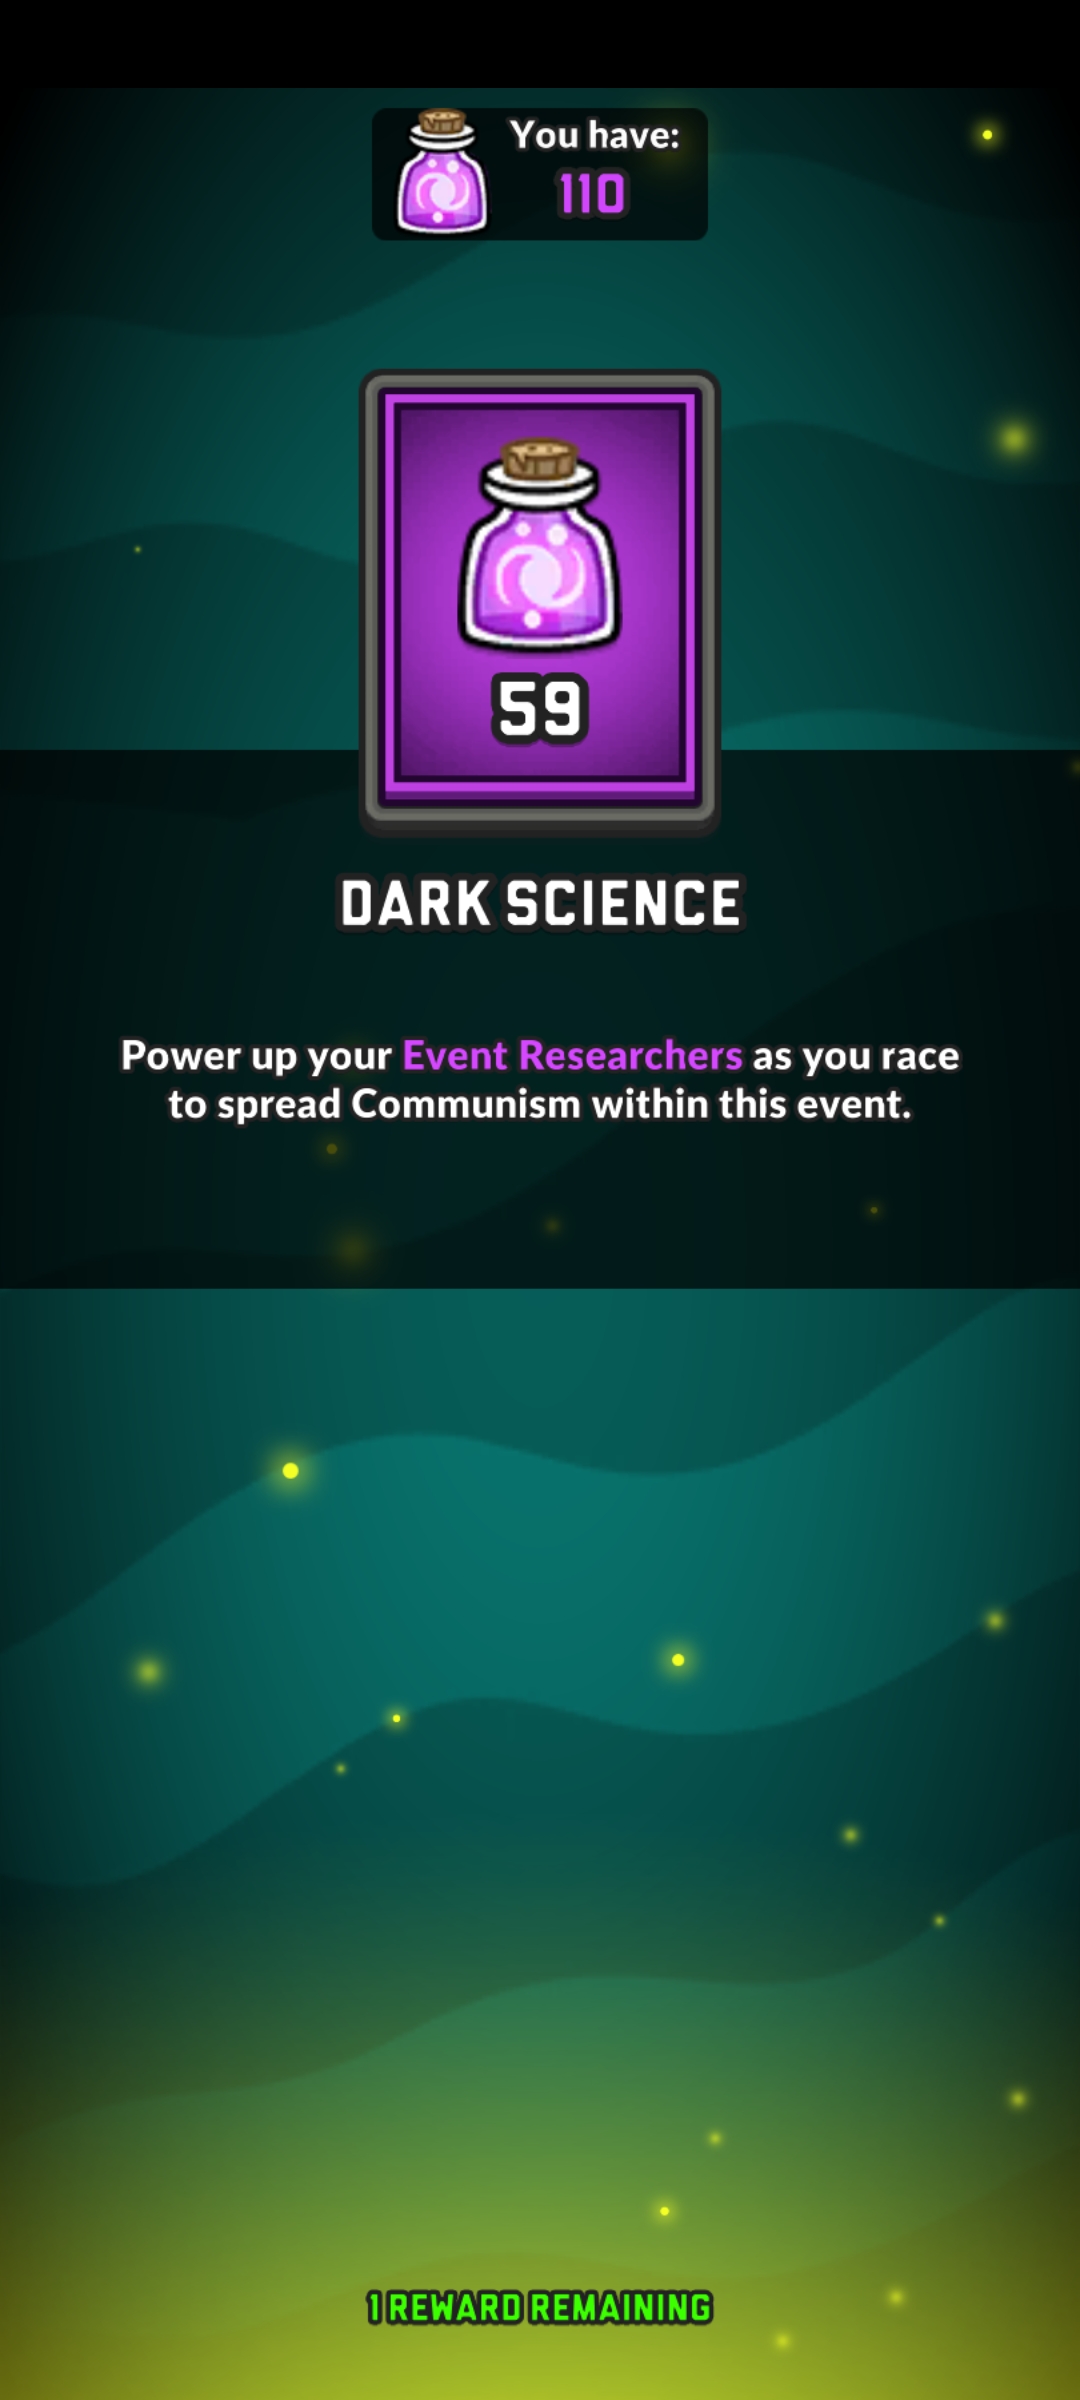 You have:
110
59
DARK SCIENCE
Power up your Event Researchers as you race
to spread Communism within this event.
1 REWARD REMAINING